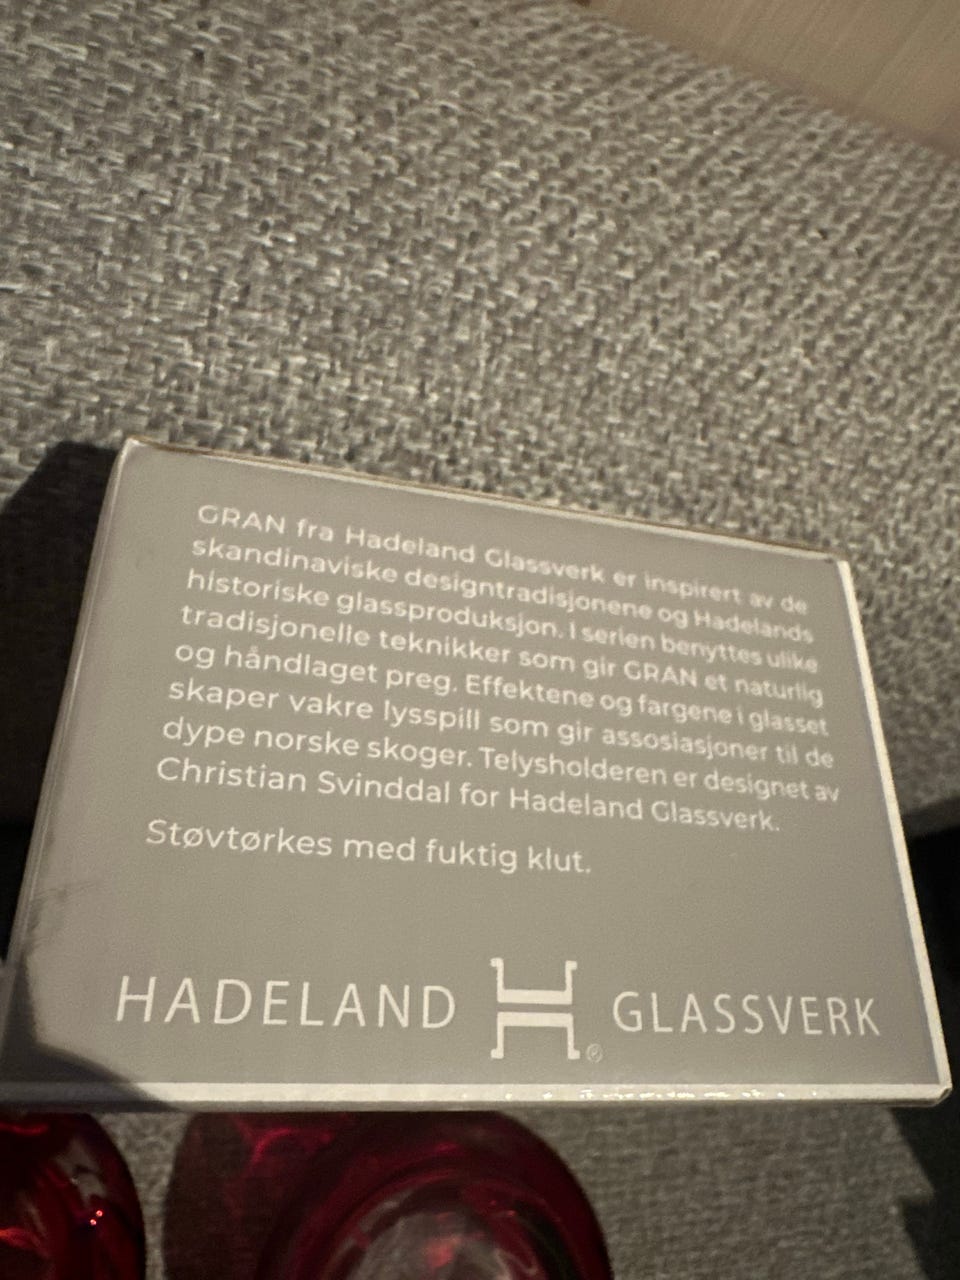 GRAN fra Hadeland Glassverk er inspirert av de
skandinaviske designtradisjonene og Hadelands
historiske glassproduksjon. I serien benyttes ulike
tradisjonelle teknikker som gir GRAN et naturlig
og håndlaget preg. Effektene og fargene i glasset
skaper vakre lysspill som gir assosiasjoner til de
dype norske skoger. Telysholderen er designet av
Christian Svinddal for Hadeland Glassverk.
Støvtørkes med fuktig klut.
HADELAND H® GLASSVERK